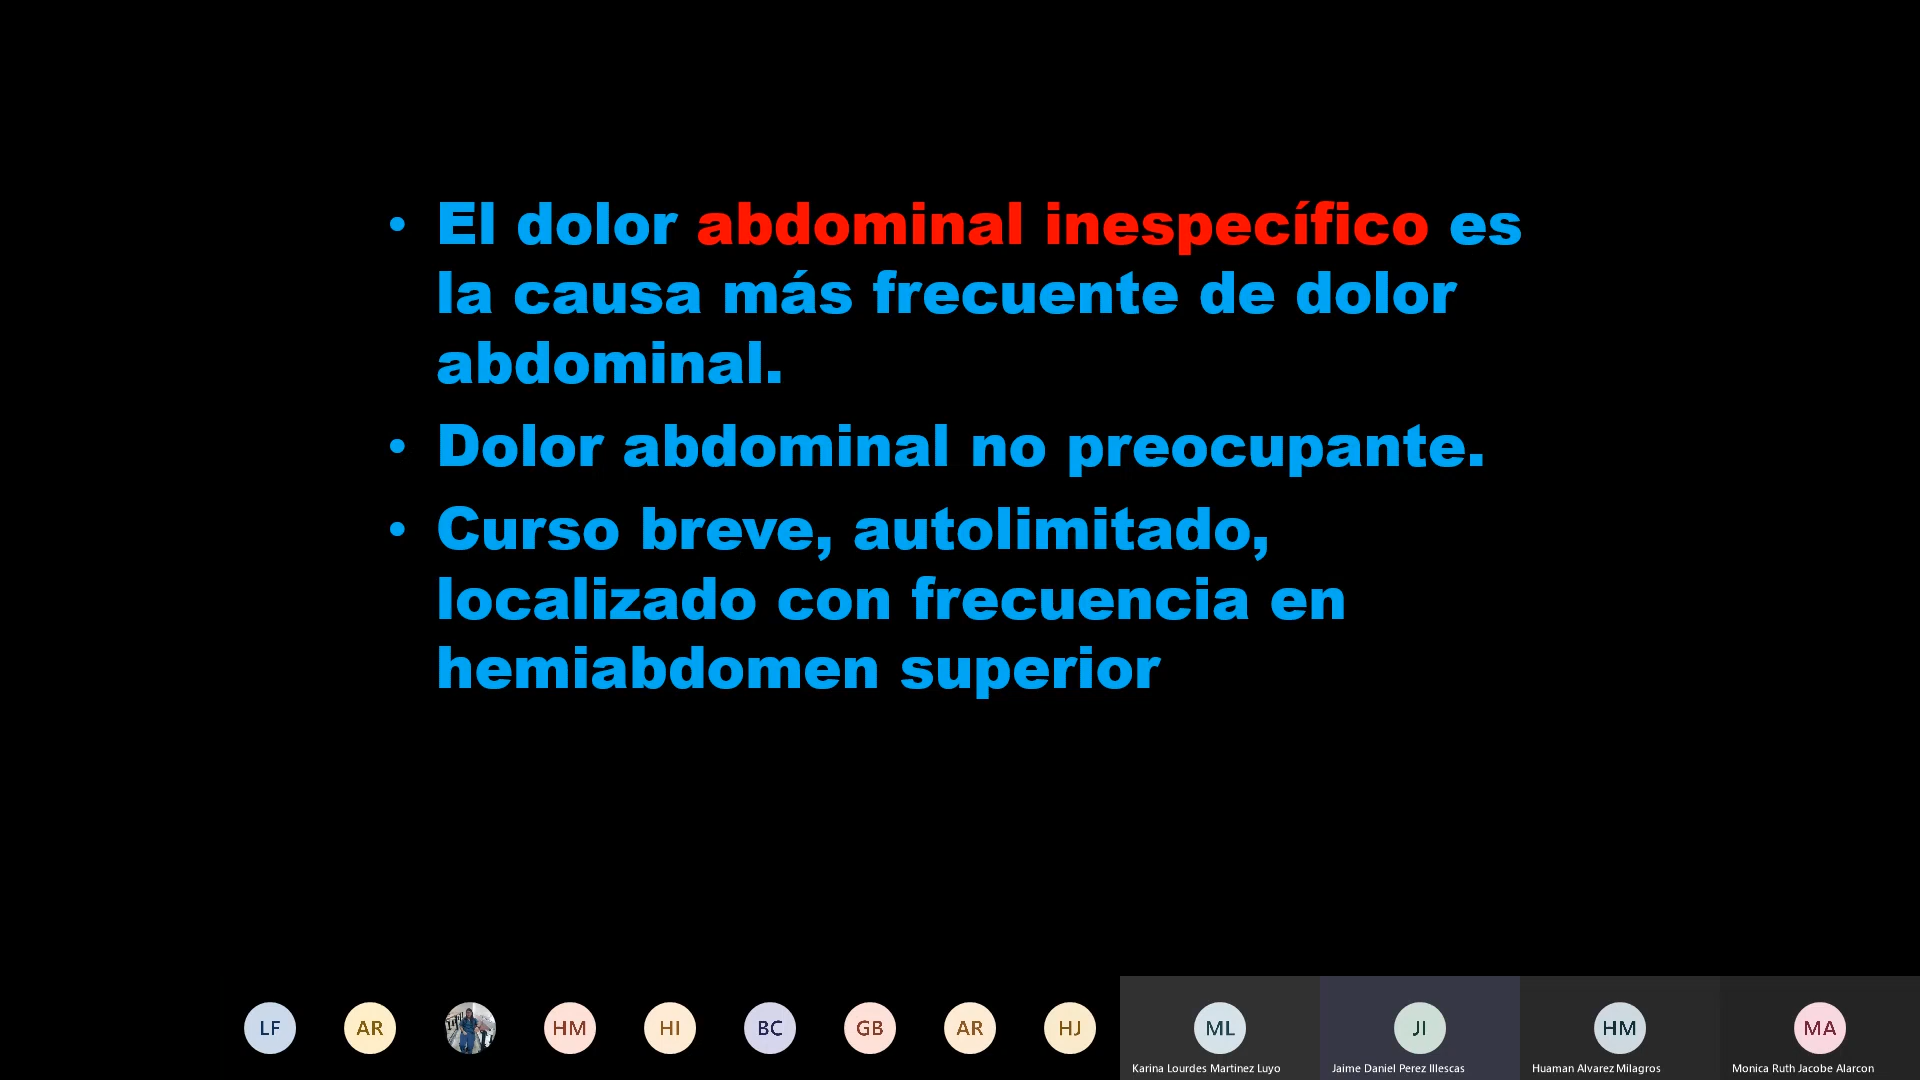 • El dolor abdominal inespecífico es
la causa más frecuente de dolor
abdominal.
• Dolor abdominal no preocupante.
• Curso breve, autolimitado,
localizado con frecuencia en
hemiabdomen superior
LF AR HM HI BC GB AR HJ ML JI HM MA
Karina Lourdes Martinez Luyo Jaime Daniel Perez Illescas Huaman Alvarez Milagros Monica Ruth Jacobe Alarcon